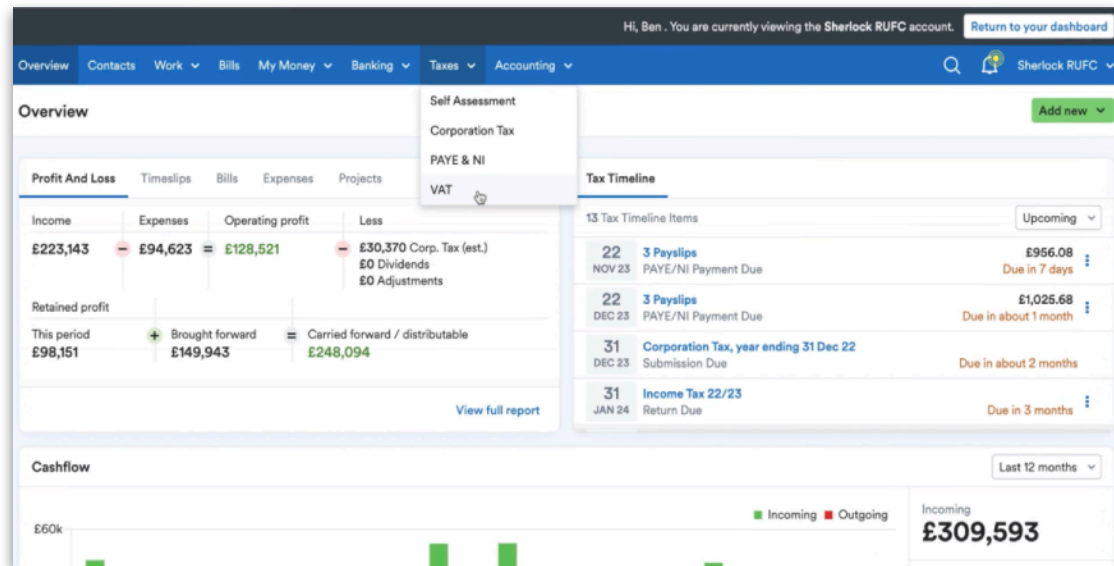 Hi, Ben . You are currently viewing the Sherlock RUFC account. Return to your dashboard
Overview Contacts Work Bills My Money Banking Taxes Accounting Sherlock RUFC
Overview
Add new
Self Assessment
Corporation Tax
PAYE & NI
VAT
Profit And Loss Timeslips Bills Expenses Projects
Income Expenses Operating profit Less
£223,143 − £94,623 = £128,521 − £30,370 Corp. Tax (est.)
£0 Dividends
£0 Adjustments
Retained profit
This period + Brought forward = Carried forward / distributable
£98,151 £149,943 £248,094
View full report
Tax Timeline
13 Tax Timeline Items Upcoming
22 3 Payslips £956.08
NOV 23 PAYE/NI Payment Due Due in 7 days
22 3 Payslips £1,025.68
DEC 23 PAYE/NI Payment Due Due in about 1 month
31 Corporation Tax, year ending 31 Dec 22
DEC 23 Submission Due Due in about 2 months
31 Income Tax 22/23
JAN 24 Return Due Due in 3 months
Cashflow Last 12 months
Incoming Outgoing
£60k
Incoming
£309,593